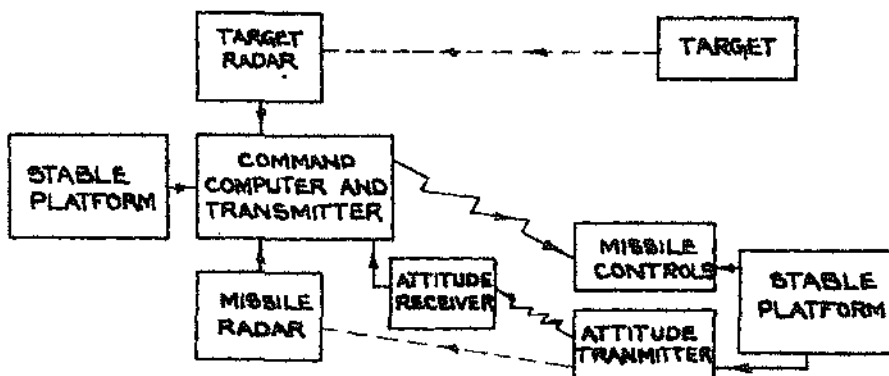 TARGET
RADAR
TARGET
STABLE
PLATFORM
COMMAND
COMPUTER AND
TRANSMITTER
MISSILE
CONTROLS
STABLE
PLATFORM
ATTITUDE
RECEIVER
MISSILE
RADAR
ATTITUDE
TRANMITTER